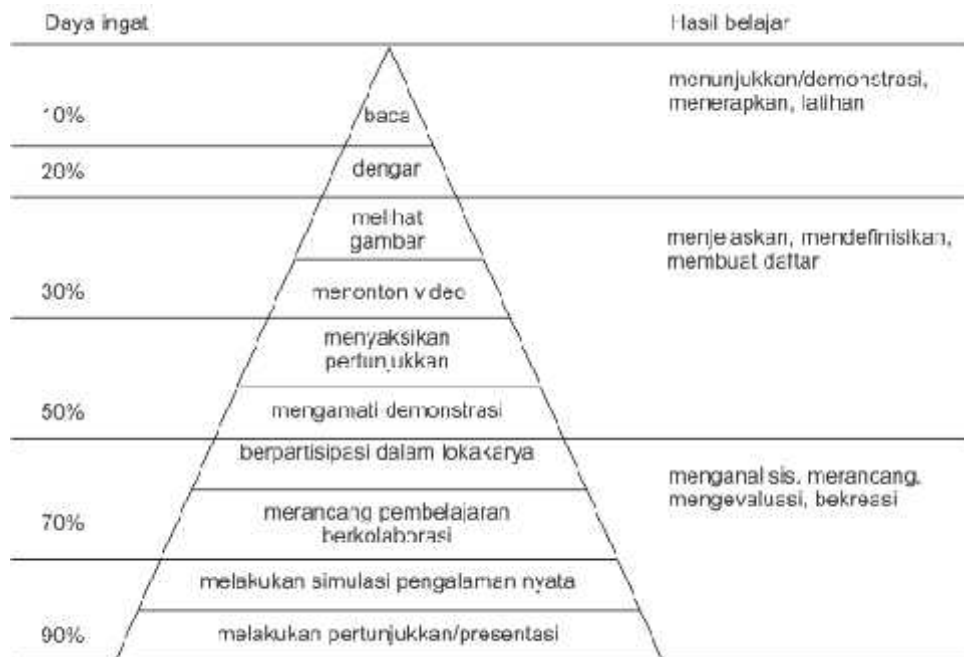 Daya ingat
Hasil belajar
menunjukkan/demonstrasi,
menerapkan, latihan
10%
baca
20%
dengar
melihat
gambar
menjelaskan, mendefinisikan,
membuat daftar
30%
menonton video
menyaksikan
pertunjukkan
50%
mengamati demonstrasi
berpartisipasi dalam lokakarya
menganalisis, merancang,
mengevaluasi, bekreasi
70%
merancang pembelajaran
berkolaborasi
melakukan simulasi pengalaman nyata
90%
melakukan pertunjukkan/presentasi